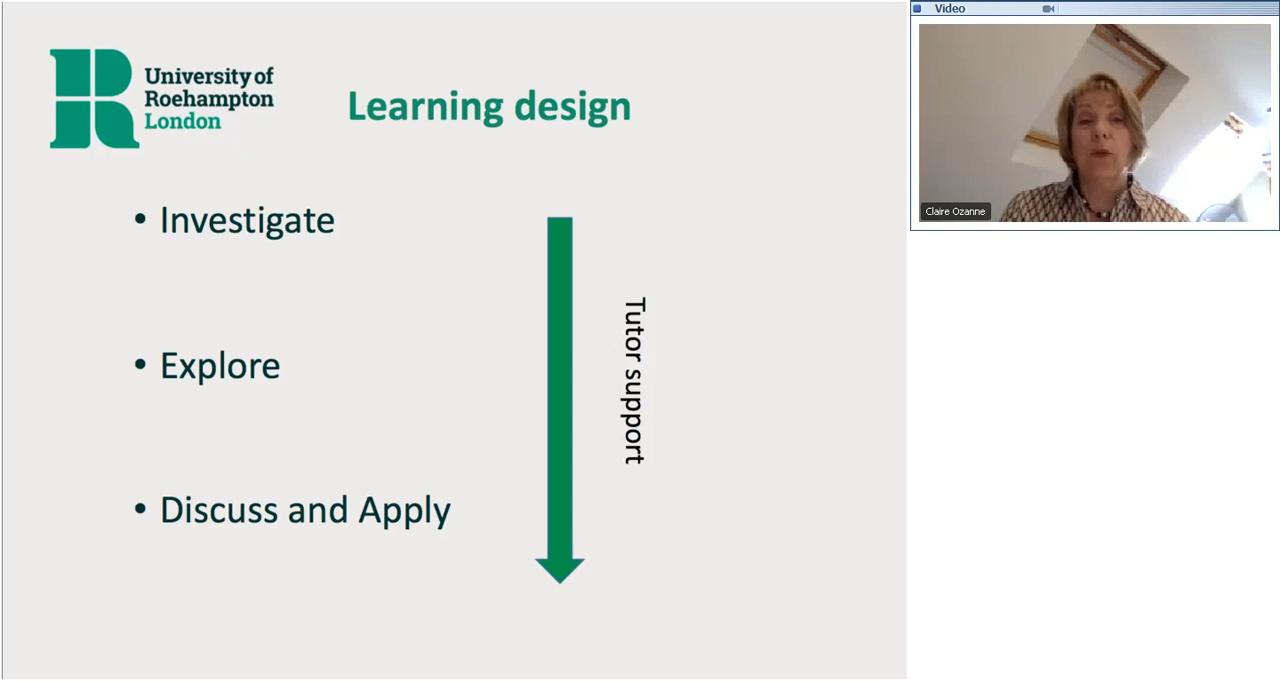 University of
Roehampton
London
Learning design
• Investigate
• Explore
• Discuss and Apply
Tutor support
Video
Claire Ozanne